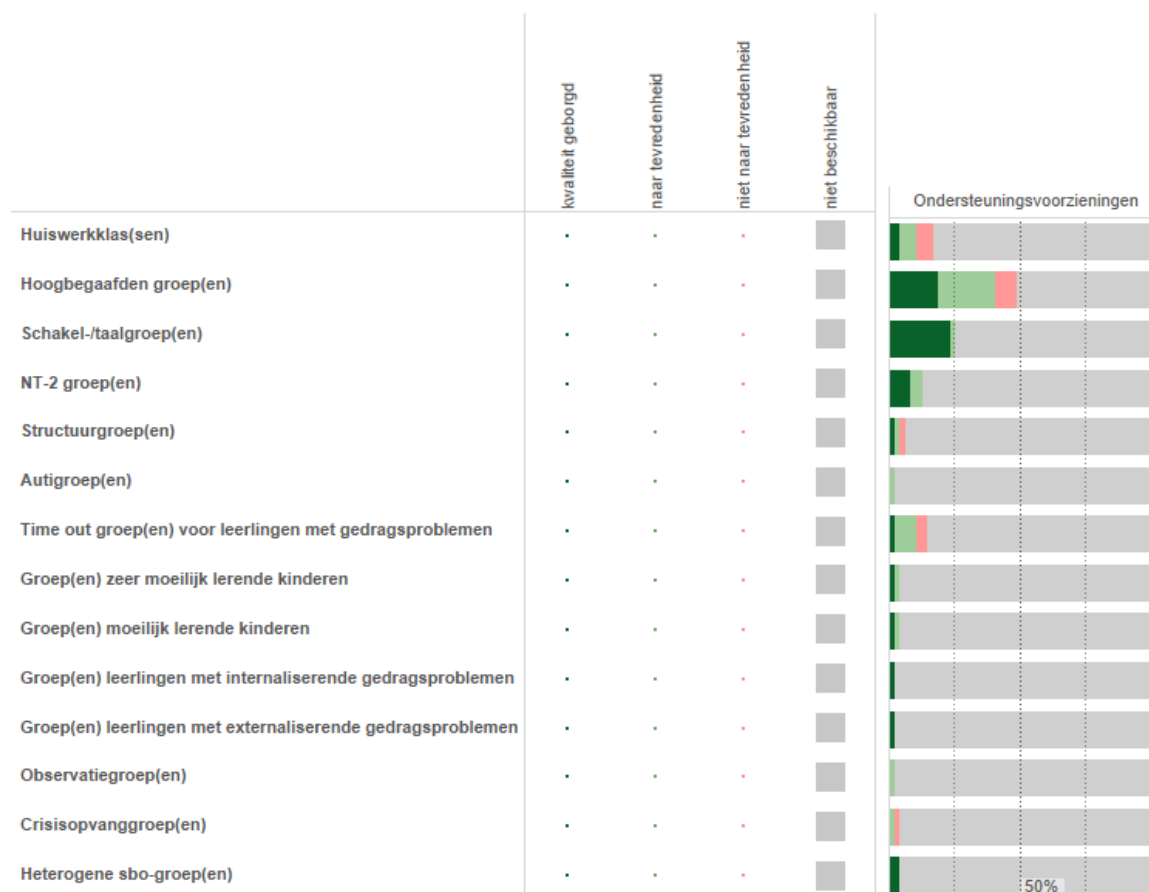 kwaliteit geborgd
naar tevredenheid
niet naar tevredenheid
niet beschikbaar
Ondersteuningsvoorzieningen
Huiswerkklas(sen)
Hoogbegaafden groep(en)
Schakel-/taalgroep(en)
NT-2 groep(en)
Structuurgroep(en)
Autigroep(en)
Time out groep(en) voor leerlingen met gedragsproblemen
Groep(en) zeer moeilijk lerende kinderen
Groep(en) moeilijk lerende kinderen
Groep(en) leerlingen met internaliserende gedragsproblemen
Groep(en) leerlingen met externaliserende gedragsproblemen
Observatiegroep(en)
Crisisopvanggroep(en)
Heterogene sbo-groep(en)
50%